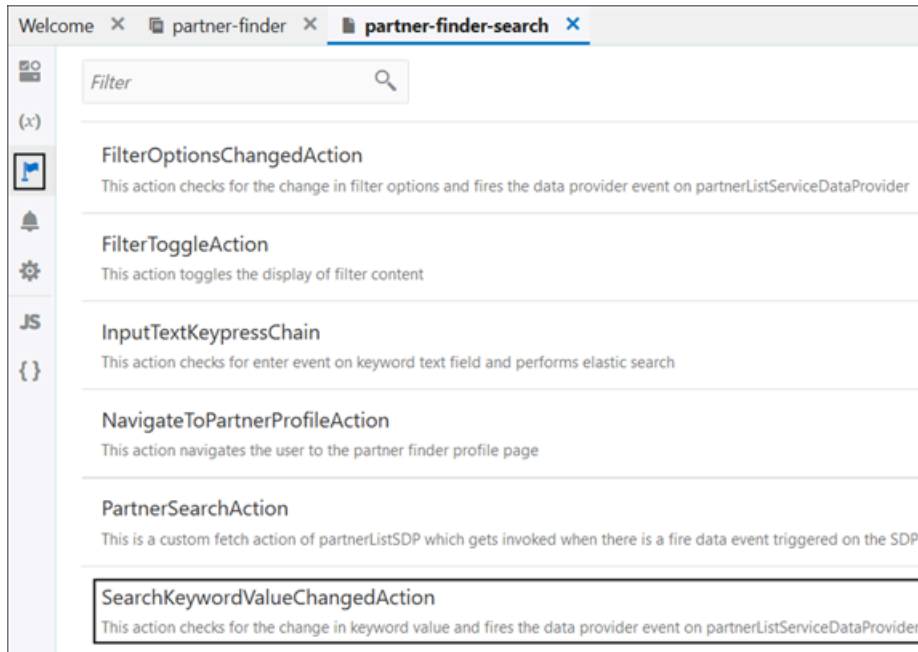 Welcome
partner-finder
partner-finder-search
Filter
(x)
FilterOptionsChangedAction
This action checks for the change in filter options and fires the data provider event on partnerListServiceDataProvider
FilterToggleAction
This action toggles the display of filter content
JS
InputTextKeypressChain
This action checks for enter event on keyword text field and performs elastic search
{ }
NavigateToPartnerProfileAction
This action navigates the user to the partner finder profile page
PartnerSearchAction
This is a custom fetch action of partnerListSDP which gets invoked when there is a fire data event triggered on the SDP
SearchKeywordValueChangedAction
This action checks for the change in keyword value and fires the data provider event on partnerListServiceDataProvider